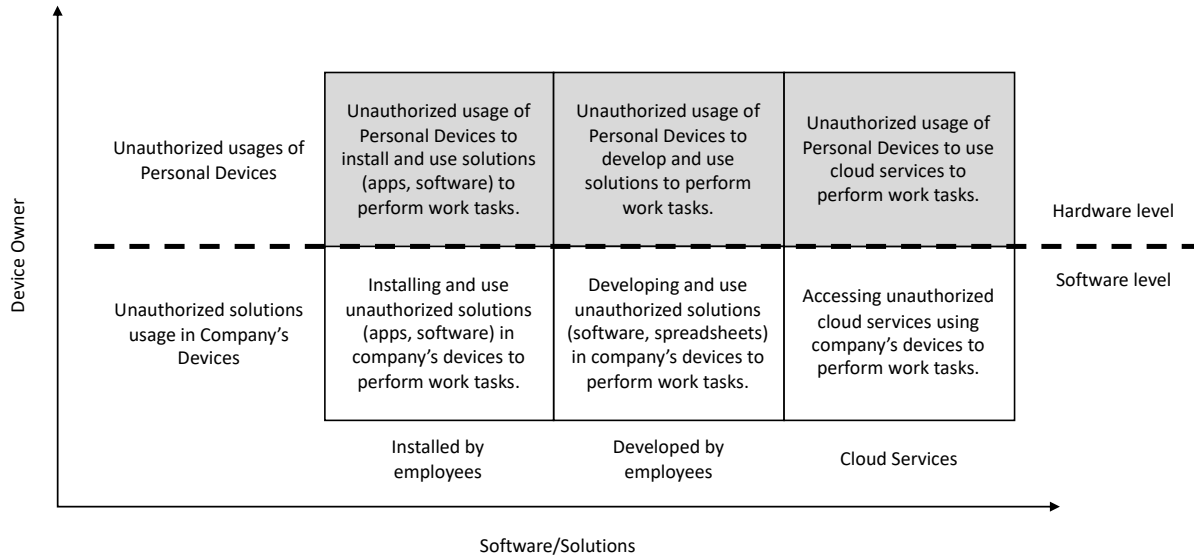 Device Owner
Unauthorized usages of
Personal Devices
Unauthorized usage of
Personal Devices to
install and use solutions
(apps, software) to
perform work tasks.
Unauthorized usage of
Personal Devices to
develop and use
solutions to perform
work tasks.
Unauthorized usage of
Personal Devices to use
cloud services to
perform work tasks.
Hardware level
Software level
Unauthorized solutions
usage in Company's
Devices
Installing and use
unauthorized solutions
(apps, software) in
company's devices to
perform work tasks.
Developing and use
unauthorized solutions
(software, spreadsheets)
in company's devices to
perform work tasks.
Accessing unauthorized
cloud services using
company's devices to
perform work tasks.
Installed by
employees
Developed by
employees
Cloud Services
Software/Solutions